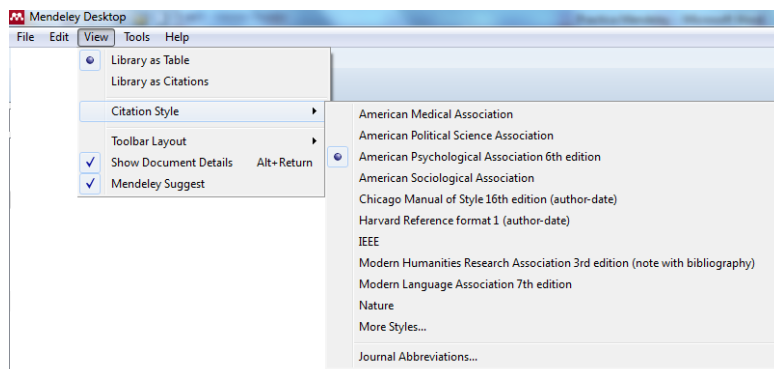 Mendeley Desktop
File Edit View Tools Help
Library as Table
Library as Citations
Citation Style
Toolbar Layout
Show Document Details Alt+Return
Mendeley Suggest
American Medical Association
American Political Science Association
American Psychological Association 6th edition
American Sociological Association
Chicago Manual of Style 16th edition (author-date)
Harvard Reference format 1 (author-date)
IEEE
Modern Humanities Research Association 3rd edition (note with bibliography)
Modern Language Association 7th edition
Nature
More Styles...
Journal Abbreviations...